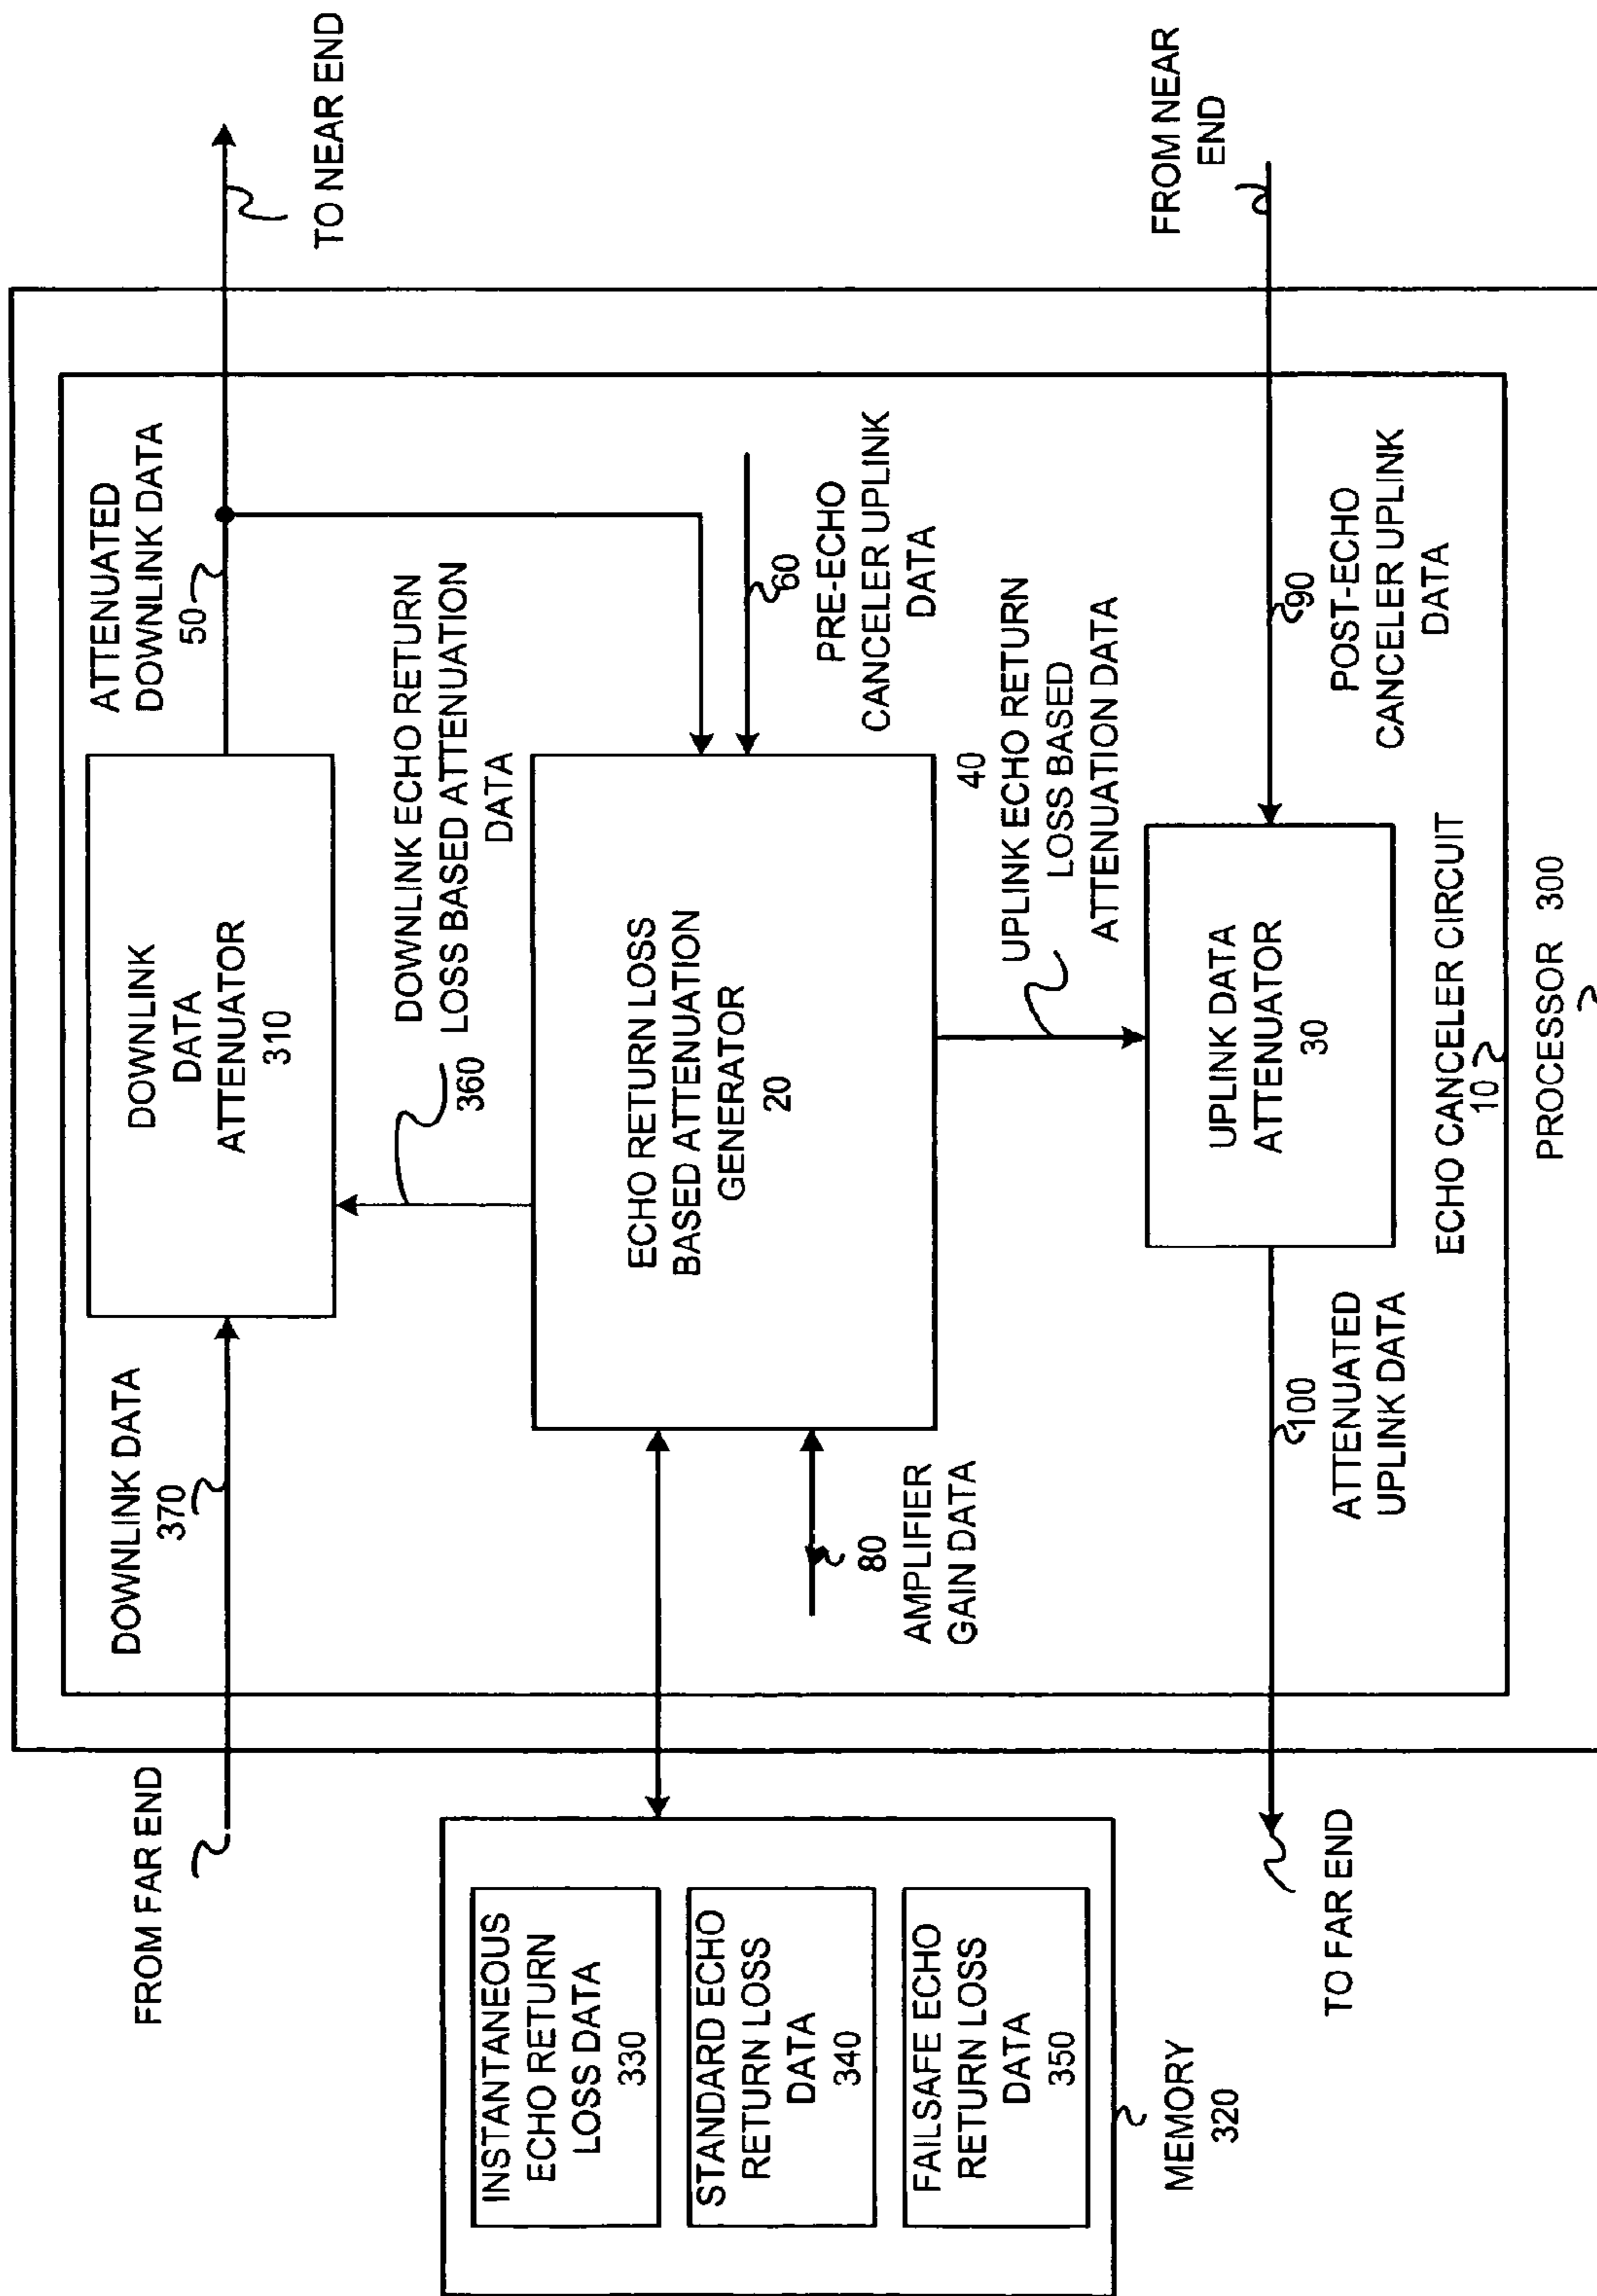 FROM FAR END
DOWNLINK DATA
370
DOWNLINK
DATA
ATTENUATOR
310
ATTENUATED
DOWNLINK DATA
50
TO NEAR END
360
DOWNLINK ECHO RETURN
LOSS BASED ATTENUATION
DATA
INSTANTANEOUS
ECHO RETURN
LOSS DATA
330
STANDARD ECHO
RETURN LOSS
DATA
340
FAILSAFE ECHO
RETURN LOSS
DATA
350
MEMORY
320
ECHO RETURN LOSS
BASED ATTENUATION
GENERATOR
20
60
PRE-ECHO
CANCELER UPLINK
DATA
80
AMPLIFIER
GAIN DATA
40
UPLINK ECHO RETURN
LOSS BASED
ATTENUATION DATA
FROM NEAR
END
UPLINK DATA
ATTENUATOR
30
90
POST-ECHO
CANCELER UPLINK
DATA
100
ATTENUATED
UPLINK DATA
TO FAR END
ECHO CANCELER CIRCUIT
10
PROCESSOR 300